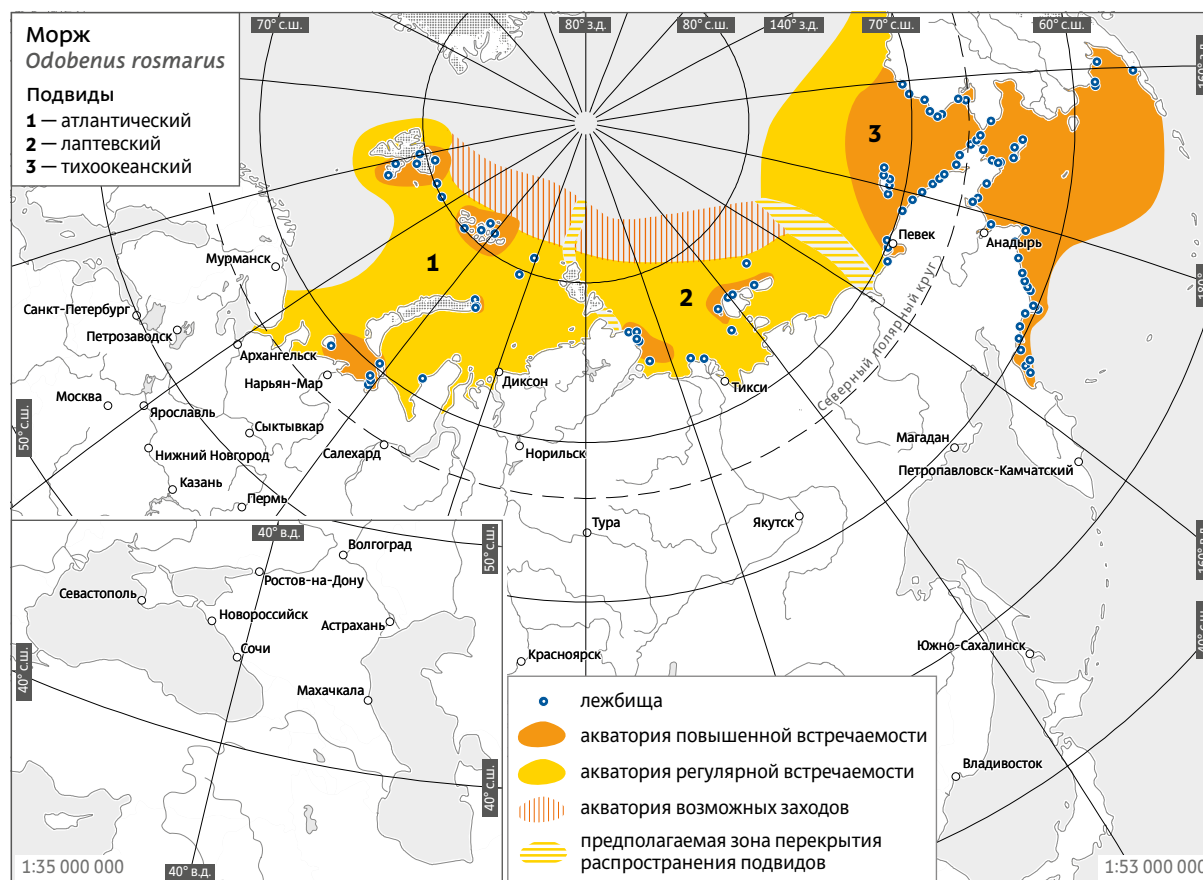 Морж
Odobenus rosmarus
Подвиды
1 — атлантический
2 — лаптевский
3 — тихоокеанский
70° с.ш.
80° з.д.
80° с.ш.
140° з.д.
70° с.ш.
60° с.ш.
160° з.д.
180°
160° в.д.
40° с.ш.
50° с.ш.
1
2
3
Мурманск
Санкт-Петербург
Петрозаводск
Архангельск
Нарьян-Мар
Москва
Ярославль
Сыктывкар
Нижний Новгород
Салехард
Казань
Пермь
Диксон
Норильск
Тура
Тикси
Якутск
Певек
Анадырь
Северный полярный круг
Магадан
Петропавловск-Камчатский
Южно-Сахалинск
Владивосток
Красноярск
40° в.д.
50° с.ш.
Волгоград
Ростов-на-Дону
Севастополь
Новороссийск
Астрахань
Сочи
Махачкала
40° с.ш.
40° с.ш.
40° в.д.
1:35 000 000
лежбища
акватория повышенной встречаемости
акватория регулярной встречаемости
акватория возможных заходов
предполагаемая зона перекрытия
распространения подвидов
1:53 000 000